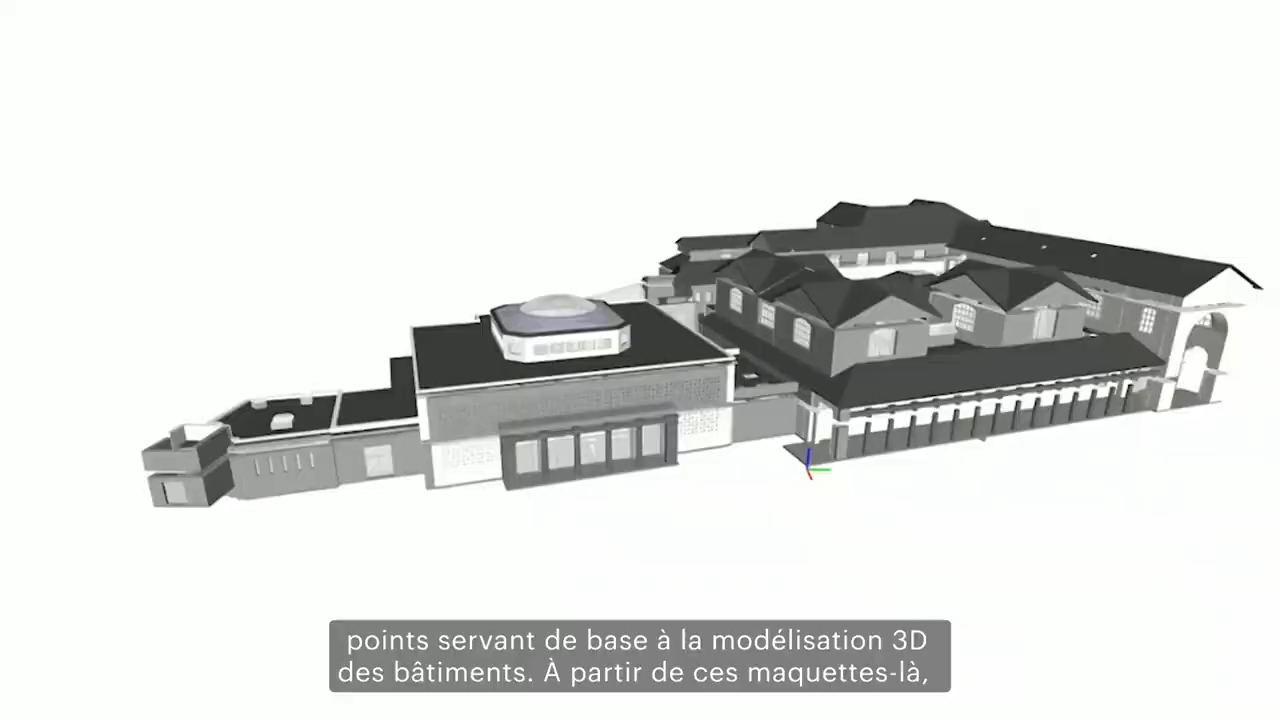 points servant de base à la modélisation 3D
des bâtiments. À partir de ces maquettes-là,